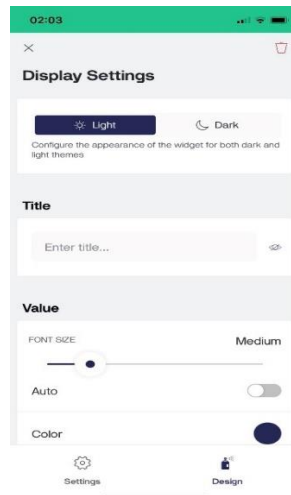 02:03
Display Settings
Light Dark
Configure the appearance of the widget for both dark and
light themes
Title
Enter title...
Value
FONT SIZE Medium
Auto
Color
Settings Design